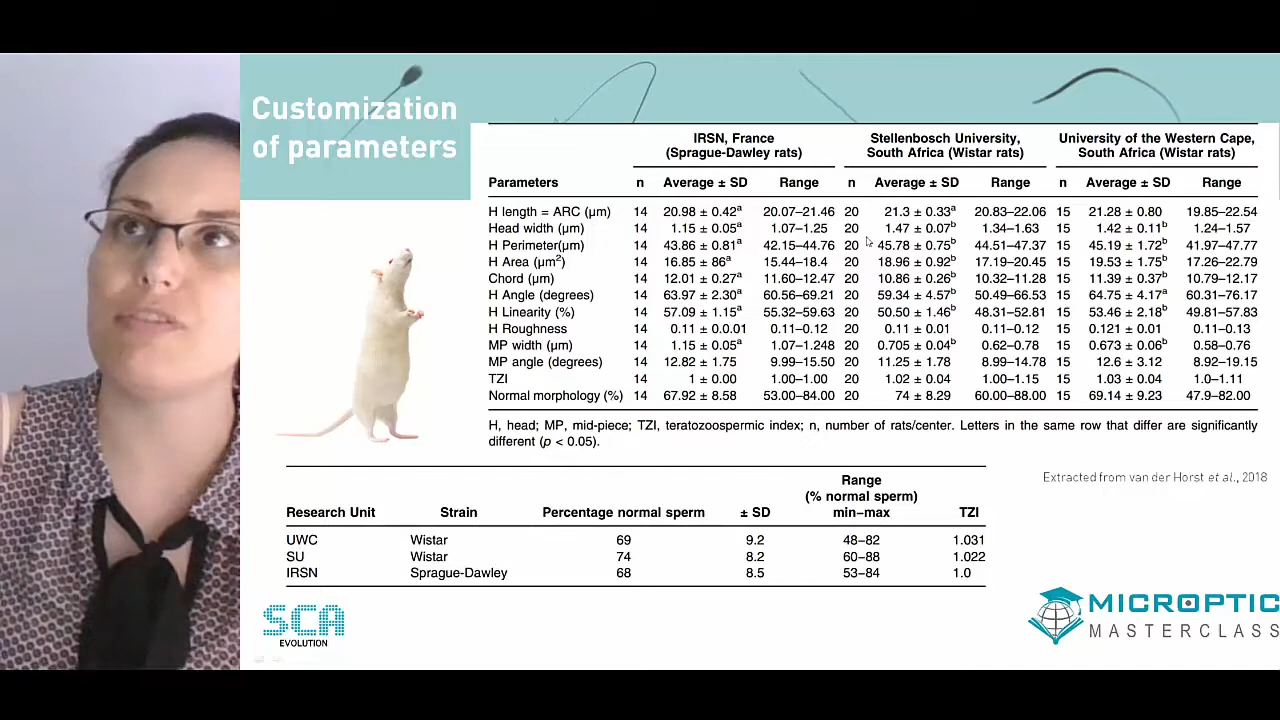 Customization
of parameters
IRSN, France
(Sprague-Dawley rats)
Stellenbosch University,
South Africa (Wistar rats)
University of the Western Cape,
South Africa (Wistar rats)
Parameters n Average ± SD Range n Average ± SD Range n Average ± SD Range
H length = ARC (µm) 14 20.98 ± 0.42a 20.07–21.46 20 21.3 ± 0.33a 20.83–22.06 15 21.28 ± 0.80 19.85–22.54
Head width (µm) 14 1.15 ± 0.05a 1.07–1.25 20 1.47 ± 0.07b 1.34–1.63 15 1.42 ± 0.11b 1.24–1.57
H Perimeter(µm) 14 43.86 ± 0.81a 42.15–44.76 20 45.78 ± 0.75b 44.51–47.37 15 45.19 ± 1.72b 41.97–47.77
H Area (µm2) 14 16.85 ± 86a 15.44–18.4 20 18.96 ± 0.92b 17.19–20.45 15 19.53 ± 1.75b 17.26–22.79
Chord (µm) 14 12.01 ± 0.27a 11.60–12.47 20 10.86 ± 0.26b 10.32–11.28 15 11.39 ± 0.37b 10.79–12.17
H Angle (degrees) 14 63.97 ± 2.30a 60.56–69.21 20 59.34 ± 4.57b 50.49–66.53 15 64.75 ± 4.17a 60.31–76.17
H Linearity (%) 14 57.09 ± 1.15a 55.32–59.63 20 50.50 ± 1.46b 48.31–52.81 15 53.46 ± 2.18b 49.81–57.83
H Roughness 14 0.11 ± 0.0.01 0.11–0.12 20 0.11 ± 0.01 0.11–0.12 15 0.121 ± 0.01 0.11–0.13
MP width (µm) 14 1.15 ± 0.05a 1.07–1.248 20 0.705 ± 0.04b 0.62–0.78 15 0.673 ± 0.06b 0.58–0.76
MP angle (degrees) 14 12.82 ± 1.75 9.99–15.50 20 11.25 ± 1.78 8.99–14.78 15 12.6 ± 3.12 8.92–19.15
TZI 14 1 ± 0.00 1.00–1.00 20 1.02 ± 0.04 1.00–1.15 15 1.03 ± 0.04 1.0–1.11
Normal morphology (%) 14 67.92 ± 8.58 53.00–84.00 20 74 ± 8.29 60.00–88.00 15 69.14 ± 9.23 47.9–82.00
H, head; MP, mid-piece; TZI, teratozoospermic index; n, number of rats/center. Letters in the same row that differ are significantly
different (p < 0.05).
Extracted from van der Horst et al., 2018
Research Unit Strain Percentage normal sperm ± SD Range (% normal sperm) min–max TZI
UWC Wistar 69 9.2 48–82 1.031
SU Wistar 74 8.2 60–88 1.022
IRSN Sprague-Dawley 68 8.5 53–84 1.0
SCA
EVOLUTION
MICROPTIC
MASTERCLASS